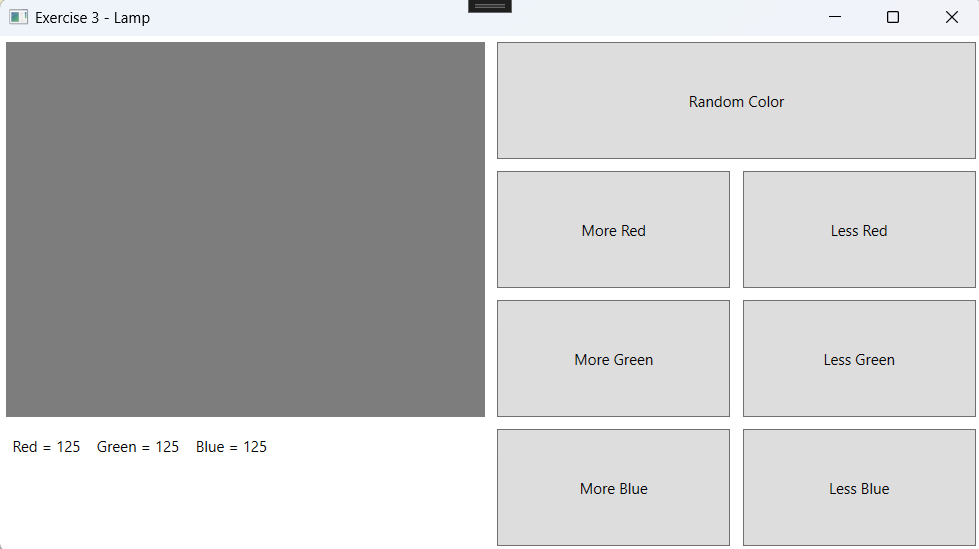 Exercise 3 - Lamp
Random Color
More Red
Less Red
More Green
Less Green
Red = 125    Green = 125    Blue = 125
More Blue
Less Blue